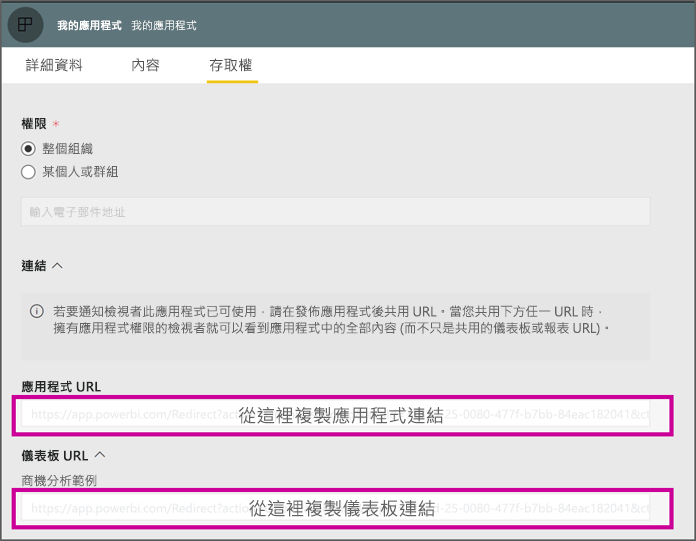 我的應用程式 我的應用程式
詳細資料 內容 存取權
權限 *
整個組織
某個人或群組
輸入電子郵件地址
連結
若要通知檢視者此應用程式已可使用，請在發佈應用程式後共用 URL。當您共用下方任一 URL 時，
擁有應用程式權限的檢視者就可以看到應用程式中的全部內容 (而不只是共用的儀表板或報表 URL)。
應用程式 URL
https://app.powerbi.com/Redirect?act 從這裡複製應用程式連結 -25-0080-477f-b7bb-84eac182041&ct
儀表板 URL
商機分析範例
https://app.powerbi.com/Redirect?actio 從這裡複製儀表板連結 -25-0080-477f-b7bb-84eac182041&ct